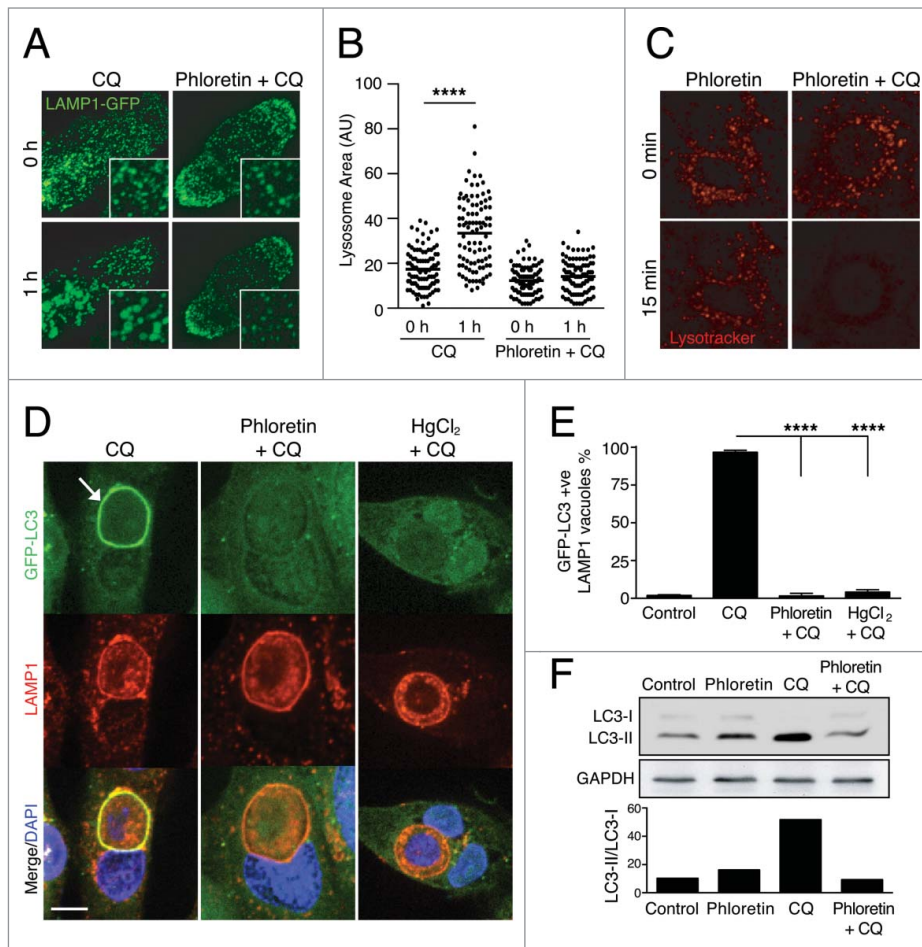 A
CQ
Phloretin + CQ
LAMP1-GFP
0 h
1 h
B
****
Lysosome Area (AU)
100
80
60
40
20
0
0 h
1 h
0 h
1 h
CQ
Phloretin + CQ
C
Phloretin
Phloretin + CQ
0 min
15 min
Lysotracker
D
CQ
Phloretin
+ CQ
HgCl₂
+ CQ
GFP-LC3
LAMP1
Merge/DAPI
E
****
****
GFP-LC3 +ve
LAMP1 vacuoles %
100
75
50
25
0
Control
CQ
Phloretin
+ CQ
HgCl₂
+ CQ
F
Control
Phloretin
CQ
Phloretin
+ CQ
LC3-I
LC3-II
GAPDH
LC3-II/LC3-I
60
40
20
0
Control
Phloretin
CQ
Phloretin
+ CQ